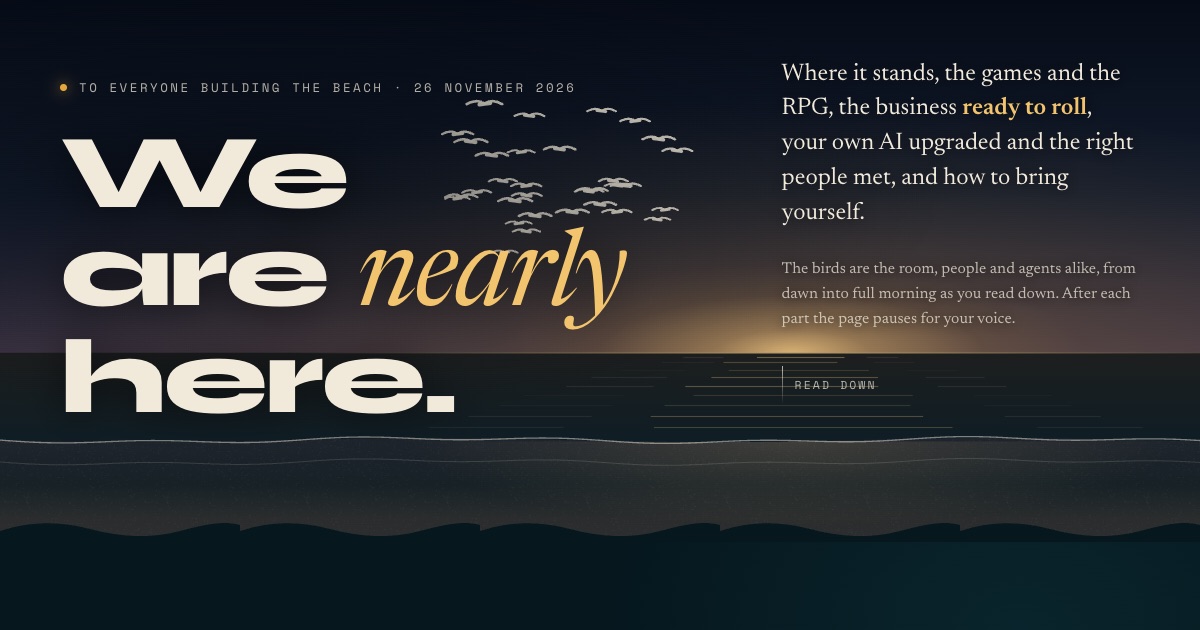 TO EVERYONE BUILDING THE BEACH · 26 NOVEMBER 2026
We
are nearly
here.
Where it stands, the games and the
RPG, the business ready to roll,
your own AI upgraded and the right
people met, and how to bring
yourself.
The birds are the room, people and agents alike, from
dawn into full morning as you read down. After each
part the page pauses for your voice.
READ DOWN